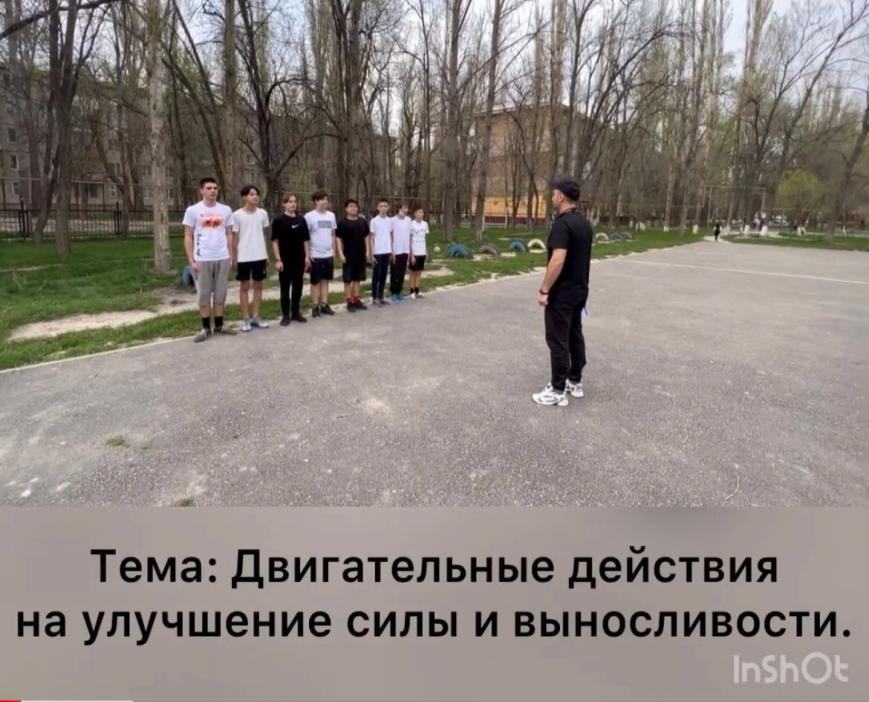 Тема: Двигательные действия
на улучшение силы и выносливости.
InShOt